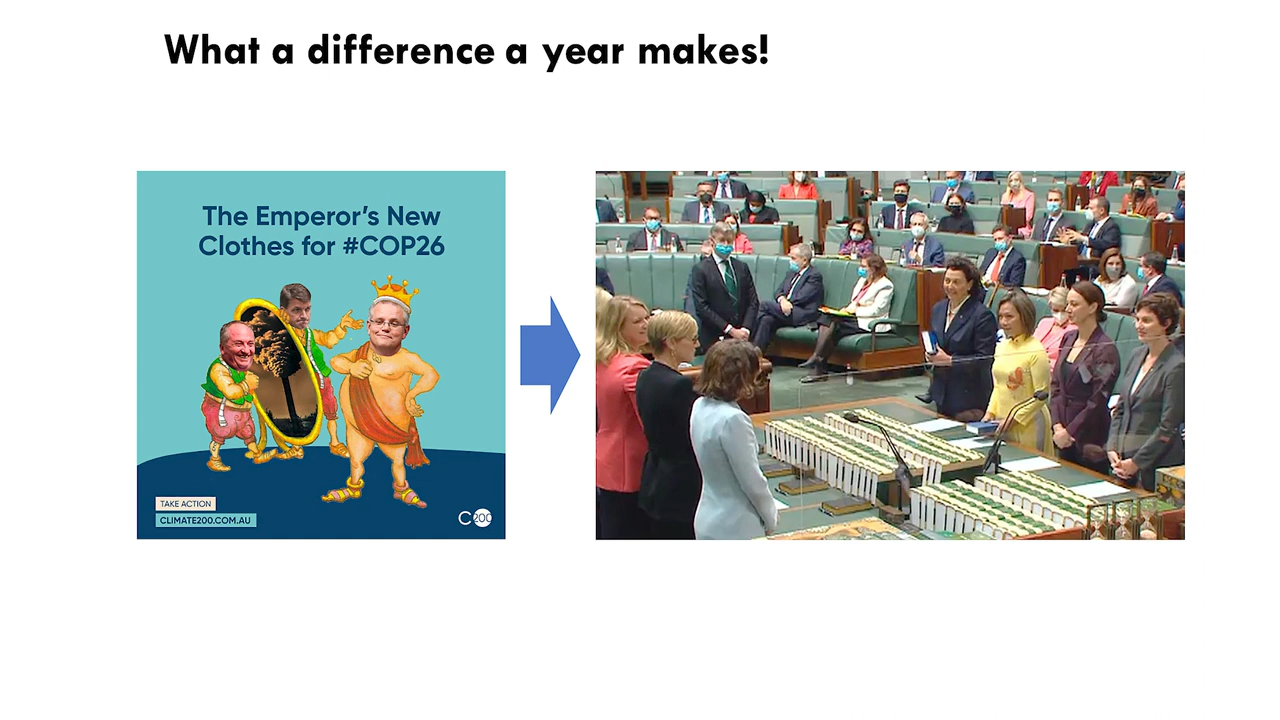 What a difference a year makes!
The Emperor's New
Clothes for #COP26
TAKE ACTION
CLIMATE200.COM.AU
C200